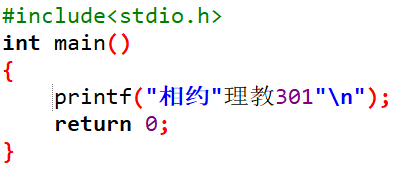 #include<stdio.h>
int main()
{
    printf("相约"理教301"\n");
    return 0;
}